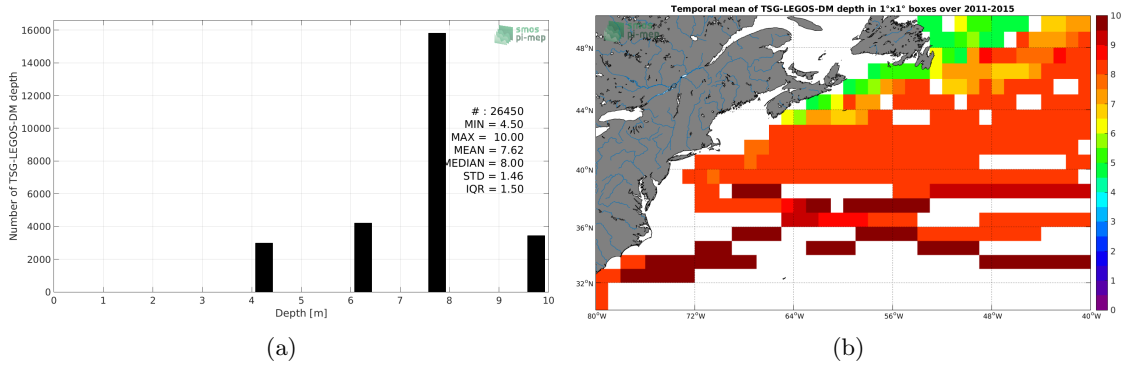 Number of TSG-LEGOS-DM depth
16000
14000
12000
10000
8000
6000
4000
2000
0
smos
pi-mep
# : 26450
MIN = 4.50
MAX = 10.00
MEAN = 7.62
MEDIAN = 8.00
STD = 1.46
IQR = 1.50
0 1 2 3 4 5 6 7 8 9 10
Depth [m]
(a)
Temporal mean of TSG-LEGOS-DM depth in 1°x1° boxes over 2011-2015
smos
pi-mep
48°N
44°N
40°N
36°N
32°N
80°W 72°W 64°W 56°W 48°W 40°W
10
9
8
7
6
5
4
3
2
1
0
(b)